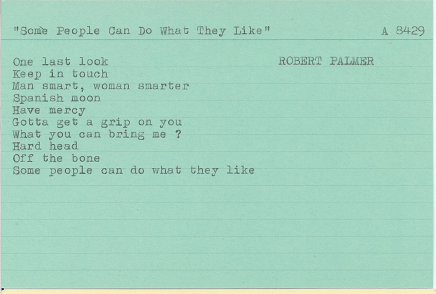 "Some People Can Do What They Like" A 8429
One last look ROBERT PALMER
Keep in touch
Man smart, woman smarter
Spanish moon
Have mercy
Gotta get a grip on you
What you can bring me ?
Hard head
Off the bone
Some people can do what they like